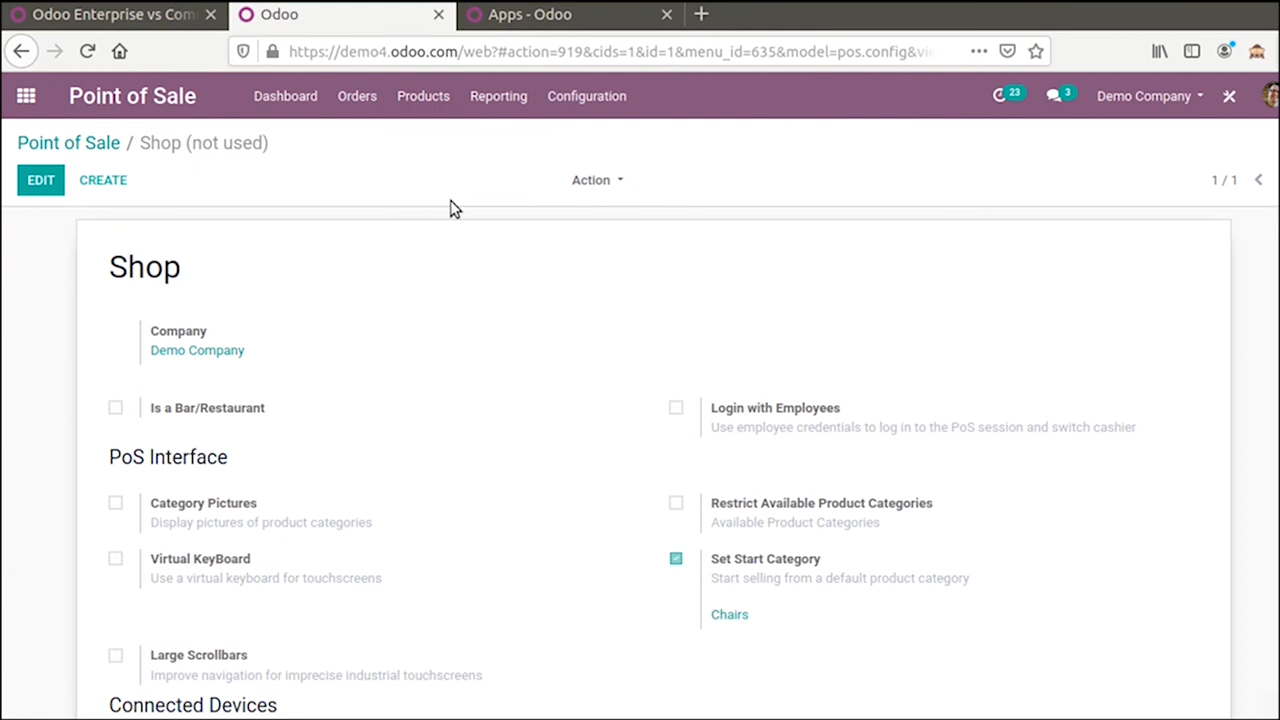 Odoo Enterprise vs Com
Odoo
Apps - Odoo
https://demo4.odoo.com/web?#action=919&cids=1&id=1&menu_id=635&model=pos.config&vi
Point of Sale
Dashboard
Orders
Products
Reporting
Configuration
23
3
Demo Company
Point of Sale / Shop (not used)
EDIT
CREATE
Action
1 / 1
Shop
Company
Demo Company
Is a Bar/Restaurant
Login with Employees
Use employee credentials to log in to the PoS session and switch cashier
PoS Interface
Category Pictures
Display pictures of product categories
Restrict Available Product Categories
Available Product Categories
Virtual KeyBoard
Use a virtual keyboard for touchscreens
Set Start Category
Start selling from a default product category
Chairs
Large Scrollbars
Improve navigation for imprecise industrial touchscreens
Connected Devices